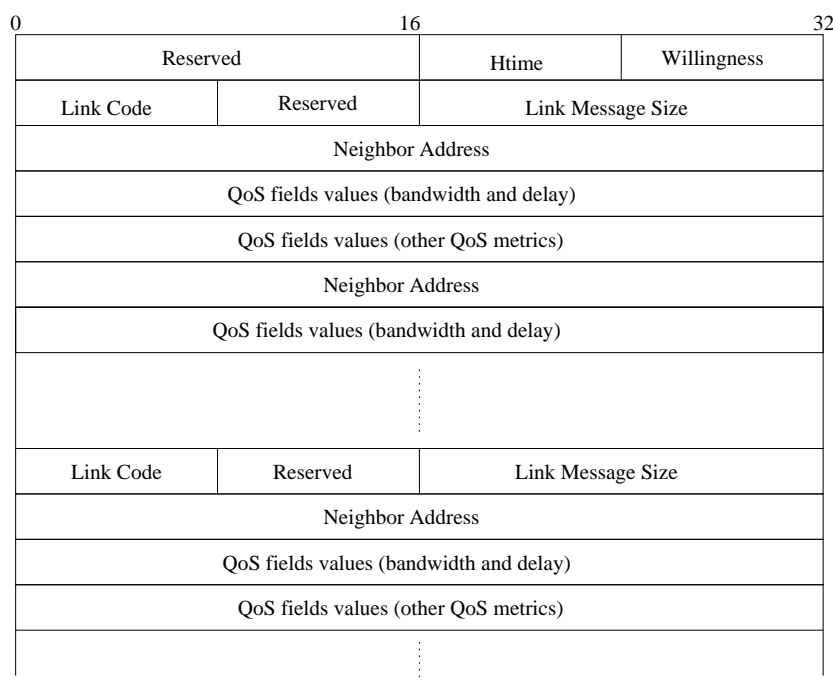 0 16 32
Reserved Htime Willingness
Link Code Reserved Link Message Size
Neighbor Address
QoS fields values (bandwidth and delay)
QoS fields values (other QoS metrics)
Neighbor Address
QoS fields values (bandwidth and delay)
Link Code Reserved Link Message Size
Neighbor Address
QoS fields values (bandwidth and delay)
QoS fields values (other QoS metrics)